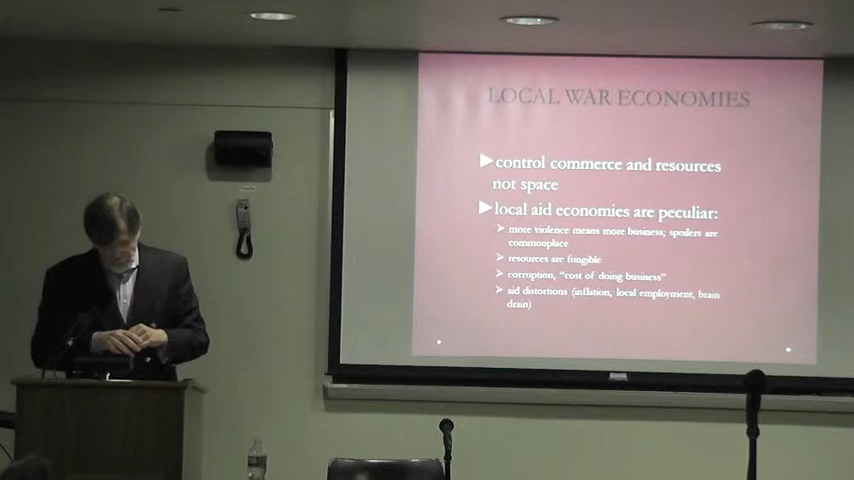 LOCAL WAR ECONOMIES
control commerce and resources
not space
local aid economies are peculiar:
more violence means more business; spoilers are
commonplace
resources are fungible
corruption, "cost of doing business"
aid distortions (inflation, local employment, brain
drain)